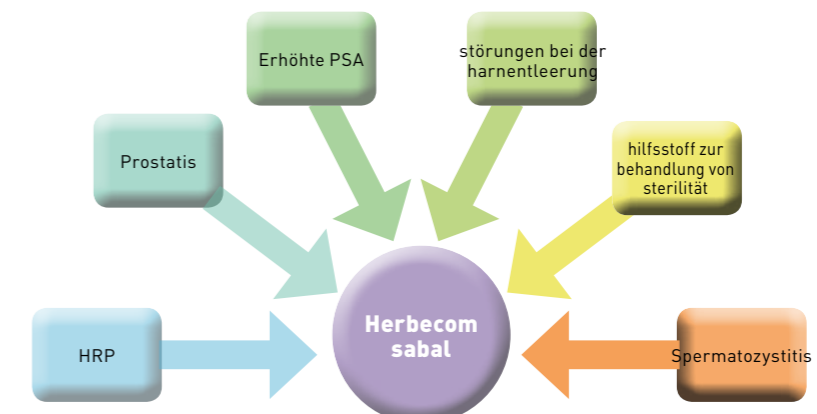 Erhöhte PSA
störungen bei der
harnentleerung
Prostatis
hilfsstoff zur
behandlung von
sterilität
HRP
Herbecom
sabal
Spermatozystitis